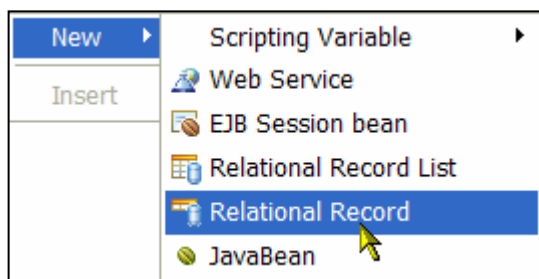 New
Insert
Scripting Variable
Web Service
EJB Session bean
Relational Record List
Relational Record
JavaBean